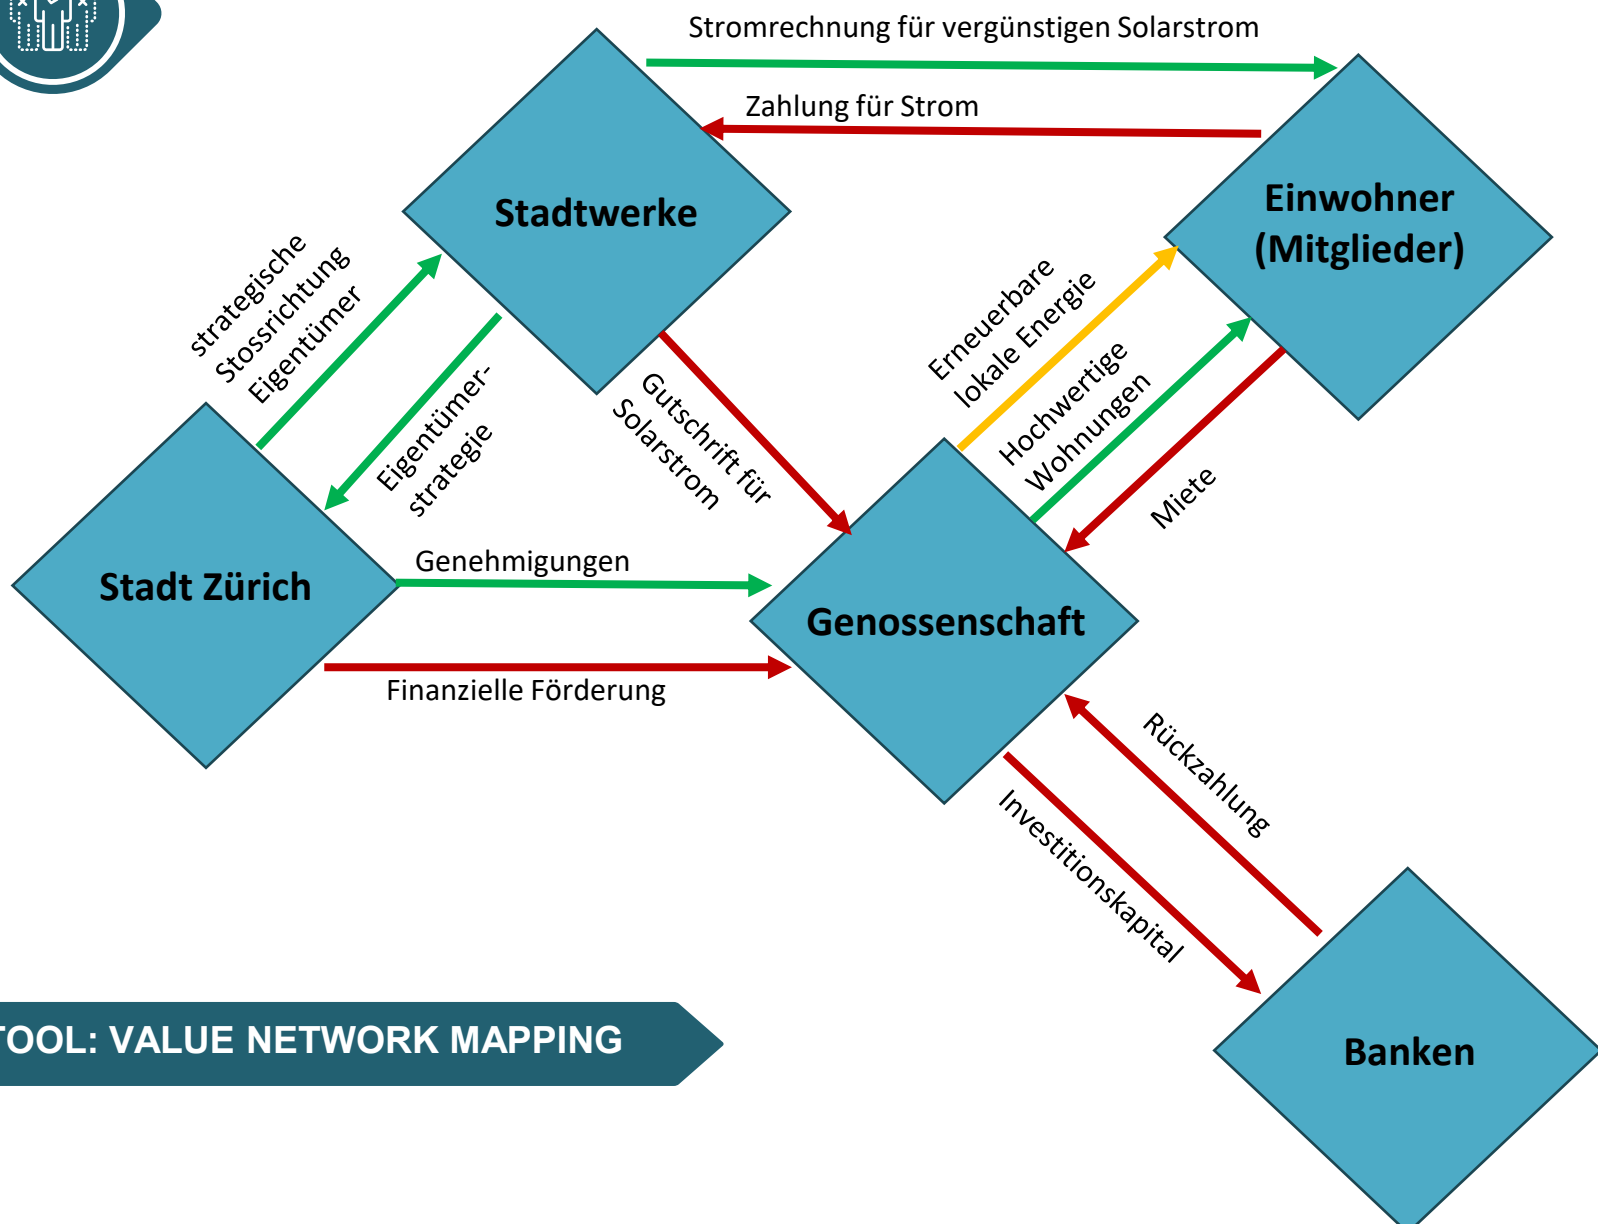 Stromrechnung für vergünstigen Solarstrom
Zahlung für Strom
Stadtwerke
Einwohner
(Mitglieder)
strategische
Stossrichtung
Eigentümer
Eigentümer-
strategie
Gutschrift für
Solarstrom
Erneuerbare
lokale Energie
Hochwertige
Wohnungen
Miete
Stadt Zürich
Genehmigungen
Finanzielle Förderung
Genossenschaft
Rückzahlung
Investitionskapital
Banken
TOOL: VALUE NETWORK MAPPING